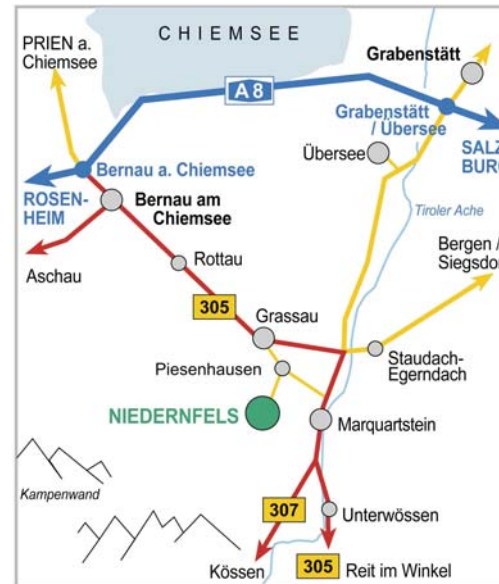 CHIEMSEE
PRIEN a.
Chiemsee
Grabenstätt
A 8
Grabenstätt
/ Übersee
SALZ
BURG
Übersee
Bernau a. Chiemsee
ROSEN-
HEIM
Bernau am
Chiemsee
Tiroler Ache
Bergen /
Siegsdorf
Aschau
Rottau
305
Grassau
Piesenhausen
Staudach-
Egerndach
NIEDERNFELS
Marquartstein
Kampenwand
307
Unterwössen
Kössen
305
Reit im Winkel